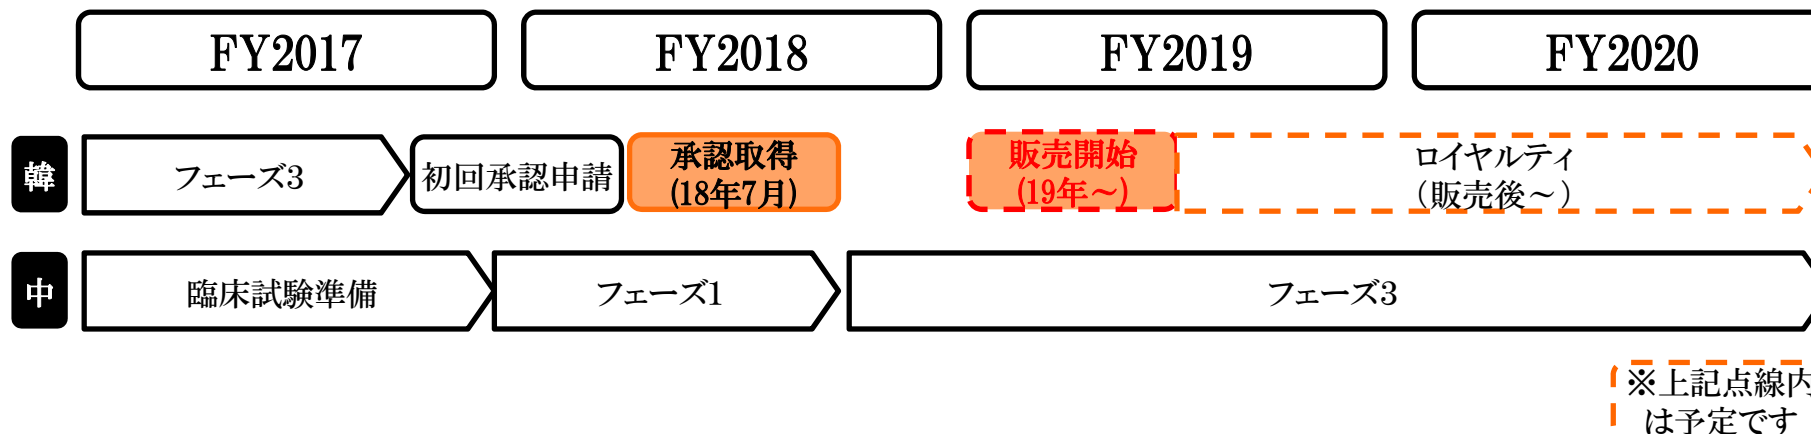 FY2017
FY2018
FY2019
FY2020
韓
フェーズ3
初回承認申請
承認取得
(18年7月)
販売開始
(19年～)
ロイヤルティ
（販売後～）
中
臨床試験準備
フェーズ1
フェーズ3
※上記点線内
は予定です